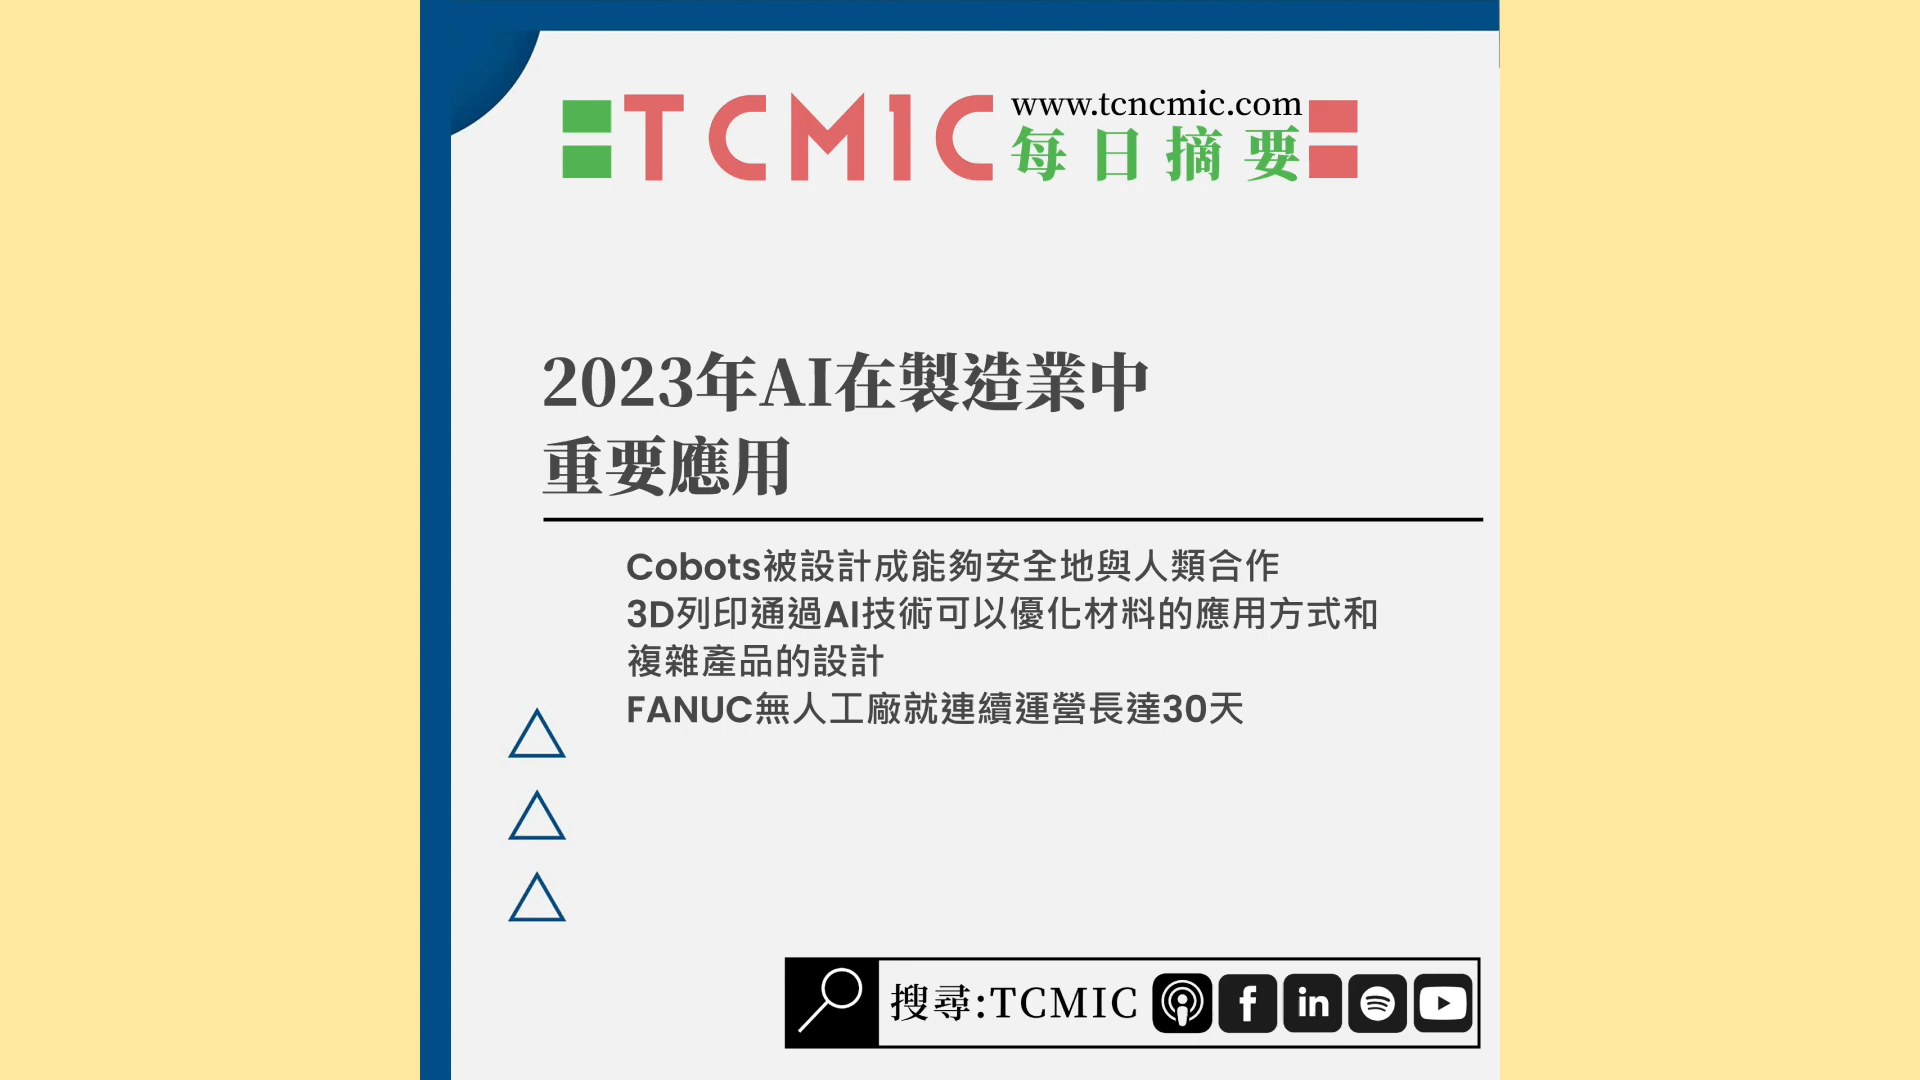 TCMIC
www.tcncmic.com
每日摘要
2023年AI在製造業中
重要應用
Cobots被設計成能夠安全地與人類合作
3D列印通過AI技術可以優化材料的應用方式和
複雜產品的設計
FANUC無人工廠就連續運營長達30天
搜尋:TCMIC